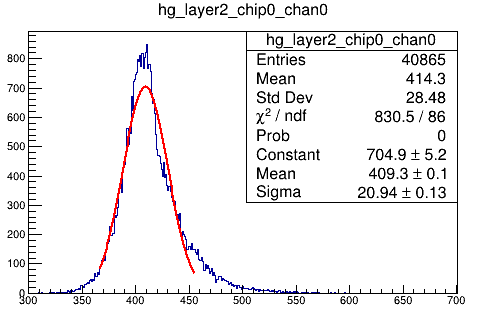 hg_layer2_chip0_chan0
hg_layer2_chip0_chan0
Entries 40865
Mean 414.3
Std Dev 28.48
χ² / ndf 830.5 / 86
Prob 0
Constant 704.9 ± 5.2
Mean 409.3 ± 0.1
Sigma 20.94 ± 0.13
800
700
600
500
400
300
200
100
0
300 350 400 450 500 550 600 650 700